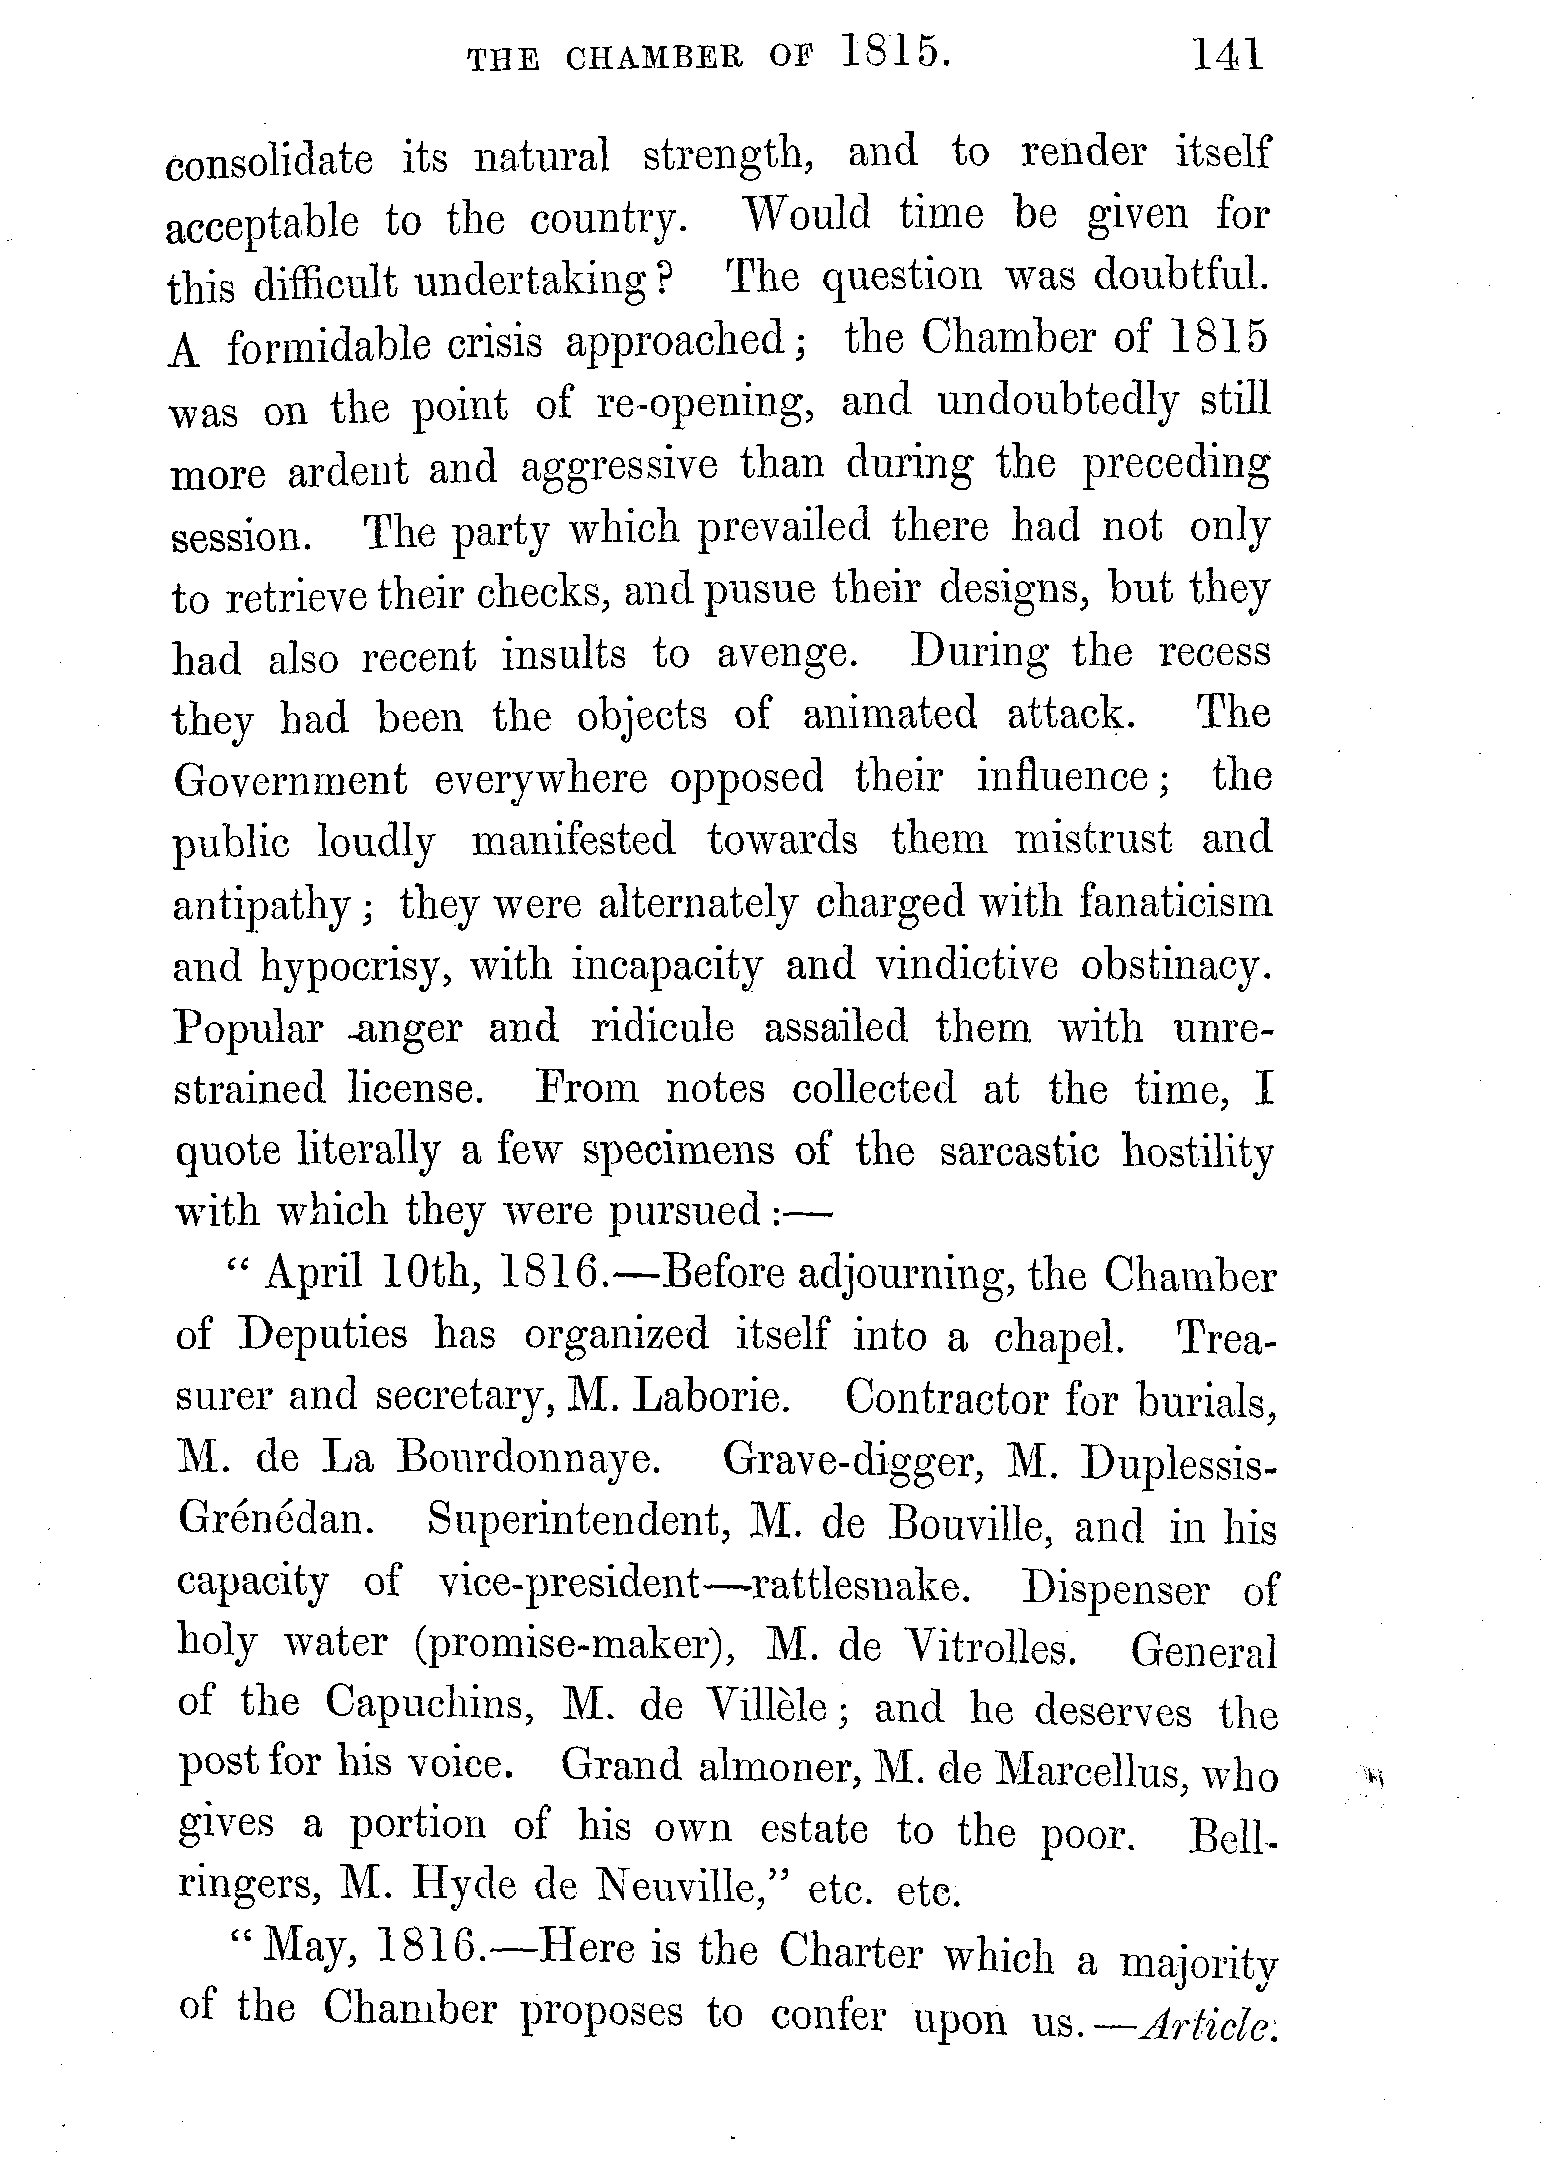 THE CHAMBER OF 1815. 141
consolidate its natural strength, and to render itself
acceptable to the country. Would time be given for
this difficult undertaking? The question was doubtful.
A formidable crisis approached; the Chamber of 1815
was on the point of re-opening, and undoubtedly still
more ardent and aggressive than during the preceding
session. The party which prevailed there had not only
to retrieve their checks, and pusue their designs, but they
had also recent insults to avenge. During the recess
they had been the objects of animated attack. The
Government everywhere opposed their influence; the
public loudly manifested towards them mistrust and
antipathy; they were alternately charged with fanaticism
and hypocrisy, with incapacity and vindictive obstinacy.
Popular anger and ridicule assailed them with unre-
strained license. From notes collected at the time, I
quote literally a few specimens of the sarcastic hostility
with which they were pursued:—
“April 10th, 1816.—Before adjourning, the Chamber
of Deputies has organized itself into a chapel. Trea-
surer and secretary, M. Laborie. Contractor for burials,
M. de La Bourdonnaye. Grave-digger, M. Duplessis-
Grénédan. Superintendent, M. de Bouville, and in his
capacity of vice-president—rattlesnake. Dispenser of
holy water (promise-maker), M. de Vitrolles. General
of the Capuchins, M. de Villèle; and he deserves the
post for his voice. Grand almoner, M. de Marcellus, who
gives a portion of his own estate to the poor. Bell-
ringers, M. Hyde de Neuville,” etc. etc.
“May, 1816.—Here is the Charter which a majority
of the Chamber proposes to confer upon us.—Article.